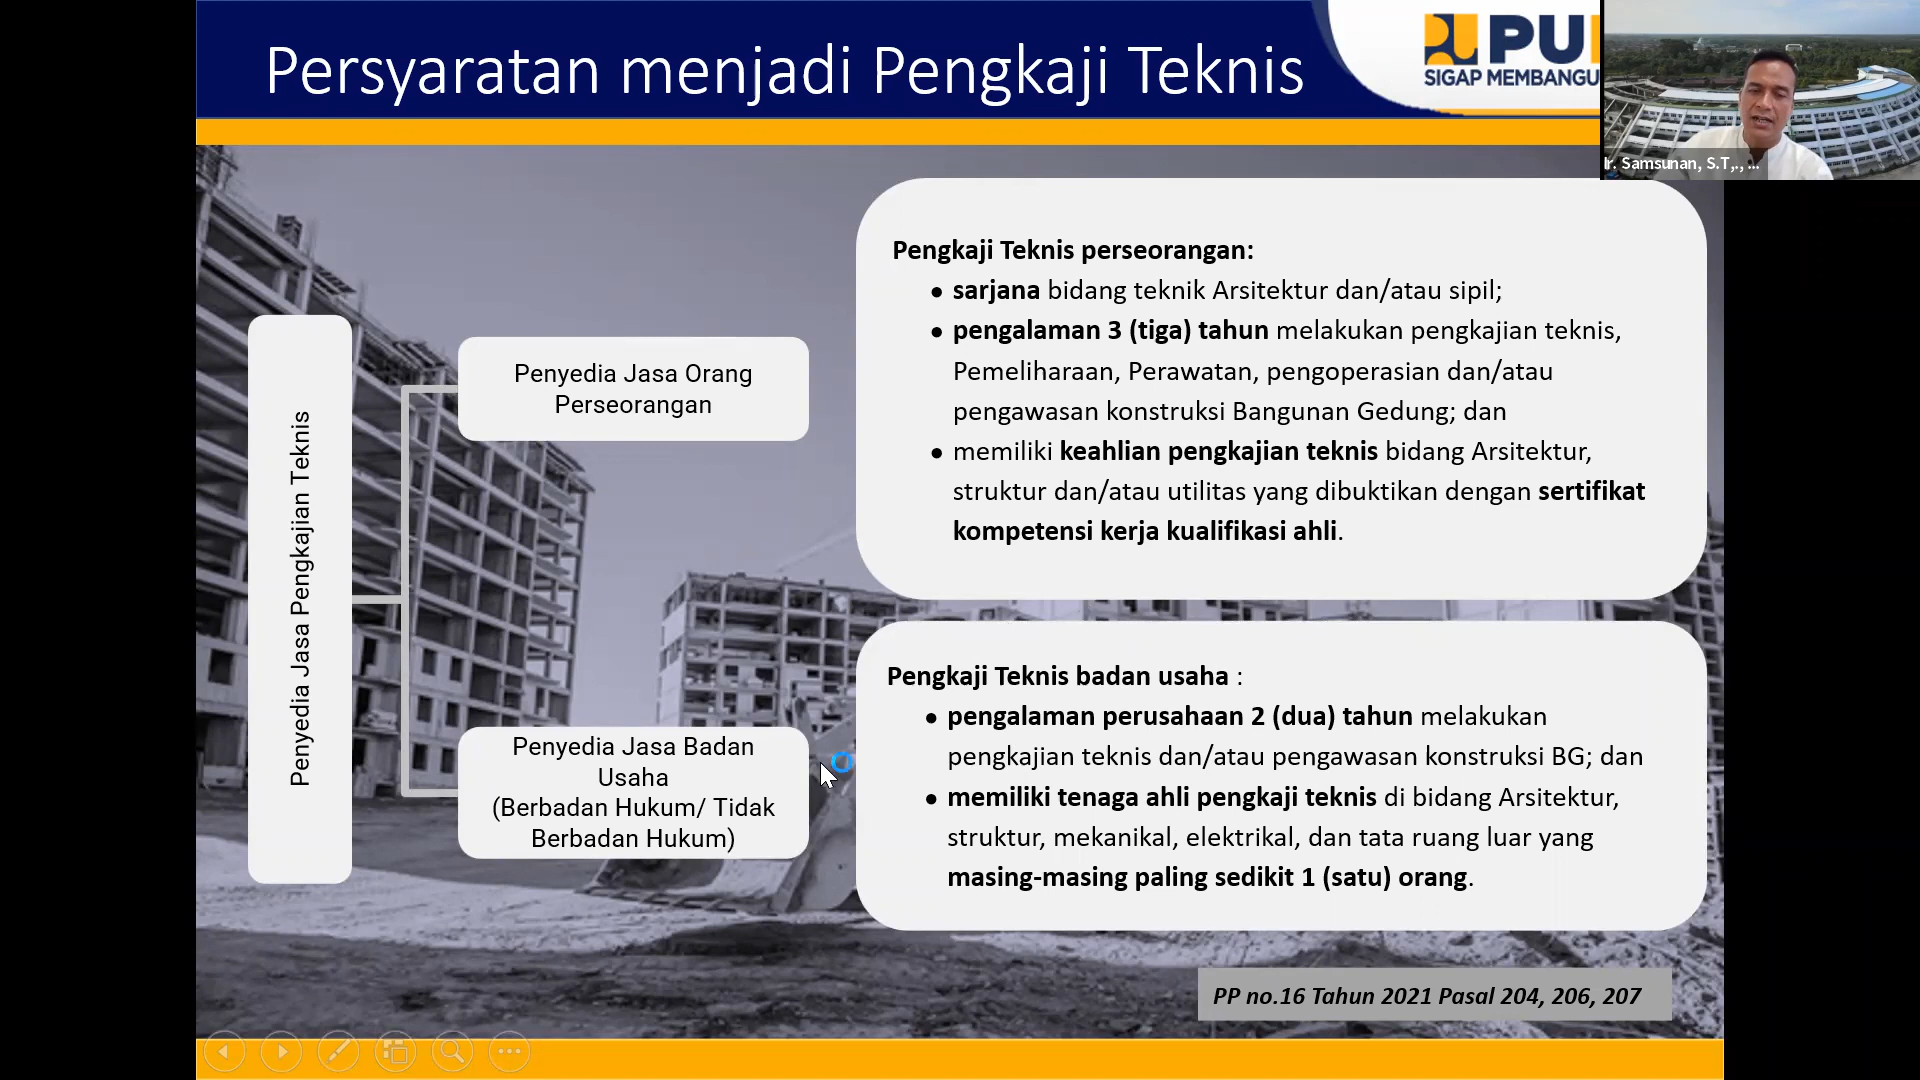 Persyaratan menjadi Pengkaji Teknis
PU
SIGAP MEMBANGU
Ir. Samsunan, S.T,., ...
Penyedia Jasa Pengkajian Teknis
Penyedia Jasa Orang
Perseorangan
Penyedia Jasa Badan
Usaha
(Berbadan Hukum/ Tidak
Berbadan Hukum)
Pengkaji Teknis perseorangan:
● sarjana bidang teknik Arsitektur dan/atau sipil;
● pengalaman 3 (tiga) tahun melakukan pengkajian teknis,
Pemeliharaan, Perawatan, pengoperasian dan/atau
pengawasan konstruksi Bangunan Gedung; dan
● memiliki keahlian pengkajian teknis bidang Arsitektur,
struktur dan/atau utilitas yang dibuktikan dengan sertifikat
kompetensi kerja kualifikasi ahli.
Pengkaji Teknis badan usaha :
● pengalaman perusahaan 2 (dua) tahun melakukan
pengkajian teknis dan/atau pengawasan konstruksi BG; dan
● memiliki tenaga ahli pengkaji teknis di bidang Arsitektur,
struktur, mekanikal, elektrikal, dan tata ruang luar yang
masing-masing paling sedikit 1 (satu) orang.
PP no.16 Tahun 2021 Pasal 204, 206, 207